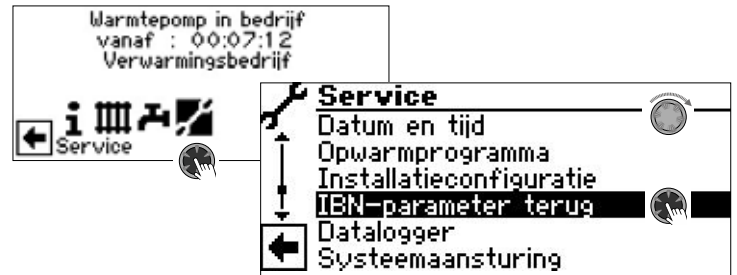 Warmtepomp in bedrijf
vanaf : 00:07:12
Verwarmingsbedrijf
Service
Service
Datum en tijd
Opwarmprogramma
Installatieconfiguratie
IBN-parameter terug
Datalogger
Systeemaansturing